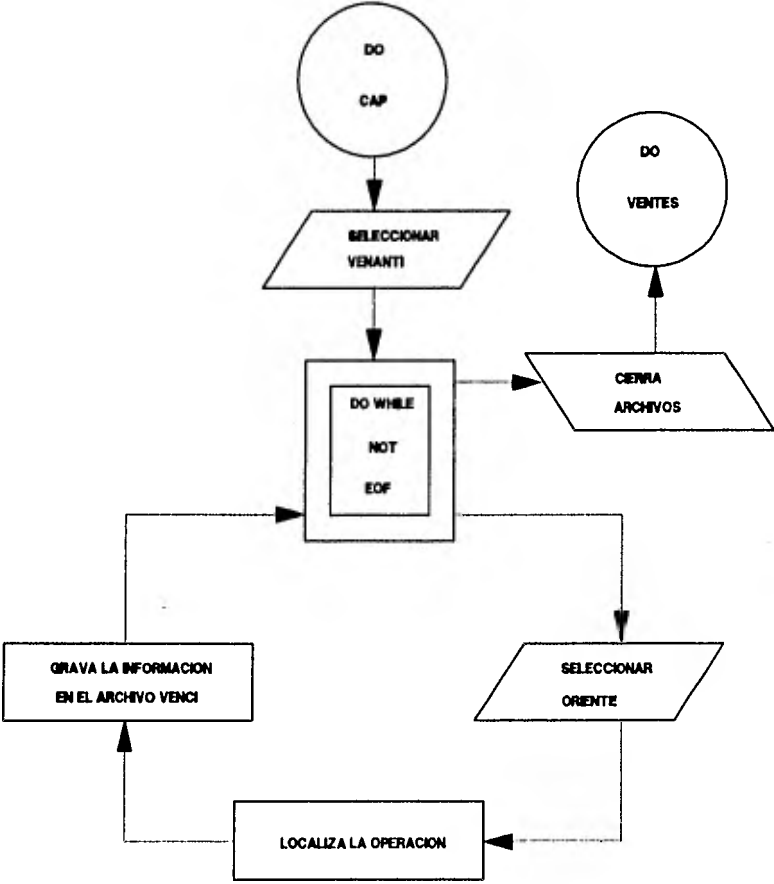 DO
CAP
DO
VENTES
SELECCIONAR
VENANTI
CIERRA
ARCHIVOS
DO WHILE
NOT
EOF
GRAVA LA INFORMACION
EN EL ARCHIVO VENCI
SELECCIONAR
ORIENTE
LOCALIZA LA OPERACION